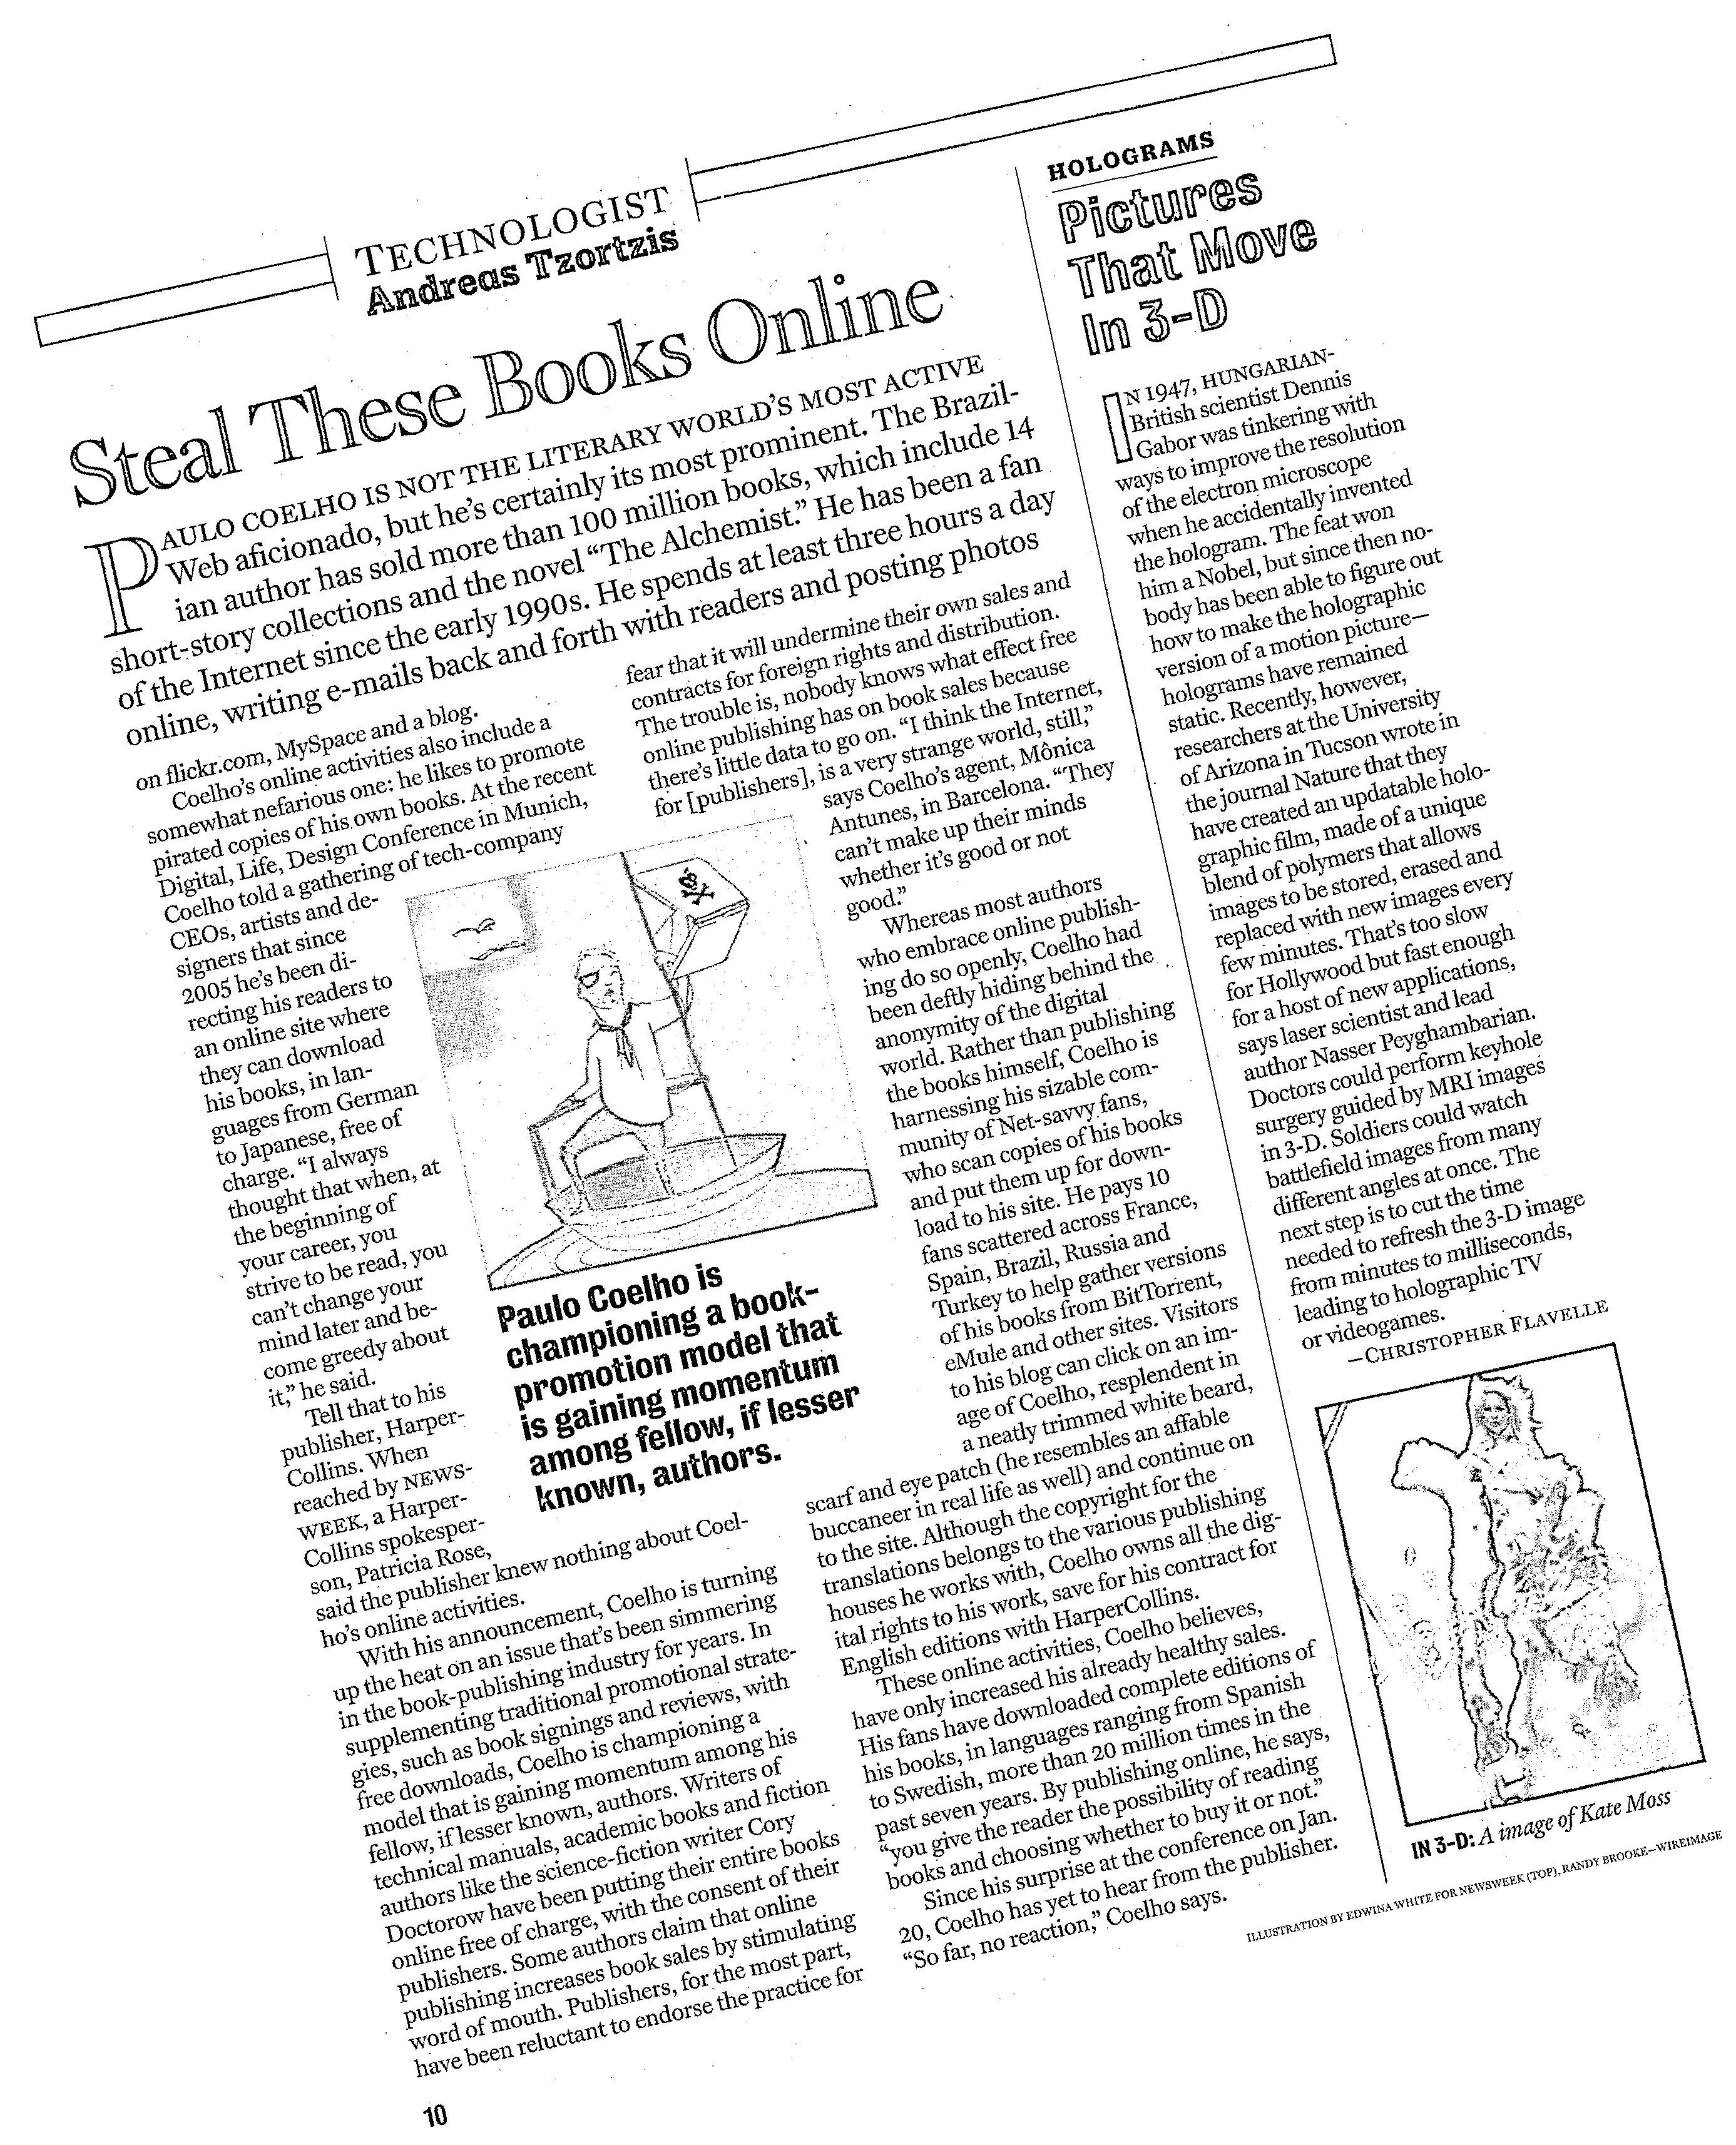 TECHNOLOGIST
Andreas Tzortzis
Steal These Books Online
PAULO COELHO IS NOT THE LITERARY WORLD'S MOST ACTIVE
Web aficionado, but he's certainly its most prominent. The Brazil-
ian author has sold more than 100 million books, which include 14
short-story collections and the novel “The Alchemist.” He has been a fan
of the Internet since the early 1990s. He spends at least three hours a day
online, writing e-mails back and forth with readers and posting photos
on flickr.com, MySpace and a blog.
Coelho's online activities also include a
somewhat nefarious one: he likes to promote
pirated copies of his own books. At the recent
Digital, Life, Design Conference in Munich,
Coelho told a gathering of tech-company
CEOs, artists and de-
signers that since
2005 he's been di-
recting his readers to
an online site where
they can download
his books, in lan-
guages from German
to Japanese, free of
charge. “I always
thought that when, at
the beginning of
your career, you
strive to be read, you
can't change your
mind later and be-
come greedy about
it,” he said.
Tell that to his
publisher, Harper-
Collins. When
reached by NEWS-
WEEK, a Harper-
Collins spokesper-
son, Patricia Rose,
said the publisher knew nothing about Coel-
ho's online activities.
With his announcement, Coelho is turning
up the heat on an issue that's been simmering
in the book-publishing industry for years. In
supplementing traditional promotional strate-
gies, such as book signings and reviews, with
free downloads, Coelho is championing a
model that is gaining momentum among his
fellow, if lesser known, authors. Writers of
technical manuals, academic books and fiction
authors like the science-fiction writer Cory
Doctorow have been putting their entire books
online free of charge, with the consent of their
publishers. Some authors claim that online
publishing increases book sales by stimulating
word of mouth. Publishers, for the most part,
have been reluctant to endorse the practice for
fear that it will undermine their own sales and
contracts for foreign rights and distribution.
The trouble is, nobody knows what effect free
online publishing has on book sales because
there's little data to go on. “I think the Internet,
for [publishers], is a very strange world, still,”
says Coelho's agent, Mônica
Antunes, in Barcelona. “They
can't make up their minds
whether it's good or not
good.”
Whereas most authors
who embrace online publish-
ing do so openly, Coelho had
been deftly hiding behind the
anonymity of the digital
world. Rather than publishing
the books himself, Coelho is
harnessing his sizable com-
munity of Net-savvy fans,
who scan copies of his books
and put them up for down-
load to his site. He pays 10
fans scattered across France,
Spain, Brazil, Russia and
Turkey to help gather versions
of his books from BitTorrent,
eMule and other sites. Visitors
to his blog can click on an im-
age of Coelho, resplendent in
a neatly trimmed white beard,
scarf and eye patch (he resembles an affable
buccaneer in real life as well) and continue on
to the site. Although the copyright for the
translations belongs to the various publishing
houses he works with, Coelho owns all the dig-
ital rights to his work, save for his contract for
English editions with HarperCollins.
These online activities, Coelho believes,
have only increased his already healthy sales.
His fans have downloaded complete editions of
his books, in languages ranging from Spanish
to Swedish, more than 20 million times in the
past seven years. By publishing online, he says,
“you give the reader the possibility of reading
books and choosing whether to buy it or not.”
Since his surprise at the conference on Jan.
20, Coelho has yet to hear from the publisher.
“So far, no reaction,” Coelho says.
Paulo Coelho is
championing a book-
promotion model that
is gaining momentum
among fellow, if lesser
known, authors.
HOLOGRAMS
Pictures
That Move
In 3-D
IN 1947, HUNGARIAN-
British scientist Dennis
Gabor was tinkering with
ways to improve the resolution
of the electron microscope
when he accidentally invented
the hologram. The feat won
him a Nobel, but since then no-
body has been able to figure out
how to make the holographic
version of a motion picture—
holograms have remained
static. Recently, however,
researchers at the University
of Arizona in Tucson wrote in
the journal Nature that they
have created an updatable holo-
graphic film, made of a unique
blend of polymers that allows
images to be stored, erased and
replaced with new images every
few minutes. That's too slow
for Hollywood but fast enough
for a host of new applications,
says laser scientist and lead
author Nasser Peyghambarian.
Doctors could perform keyhole
surgery guided by MRI images
in 3-D. Soldiers could watch
battlefield images from many
different angles at once. The
next step is to cut the time
needed to refresh the 3-D image
from minutes to milliseconds,
leading to holographic TV
or videogames.
—CHRISTOPHER FLAVELLE
IN 3-D: A image of Kate Moss
ILLUSTRATION BY EDWINA WHITE FOR NEWSWEEK (TOP), RANDY BROOKE—WIREIMAGE
10